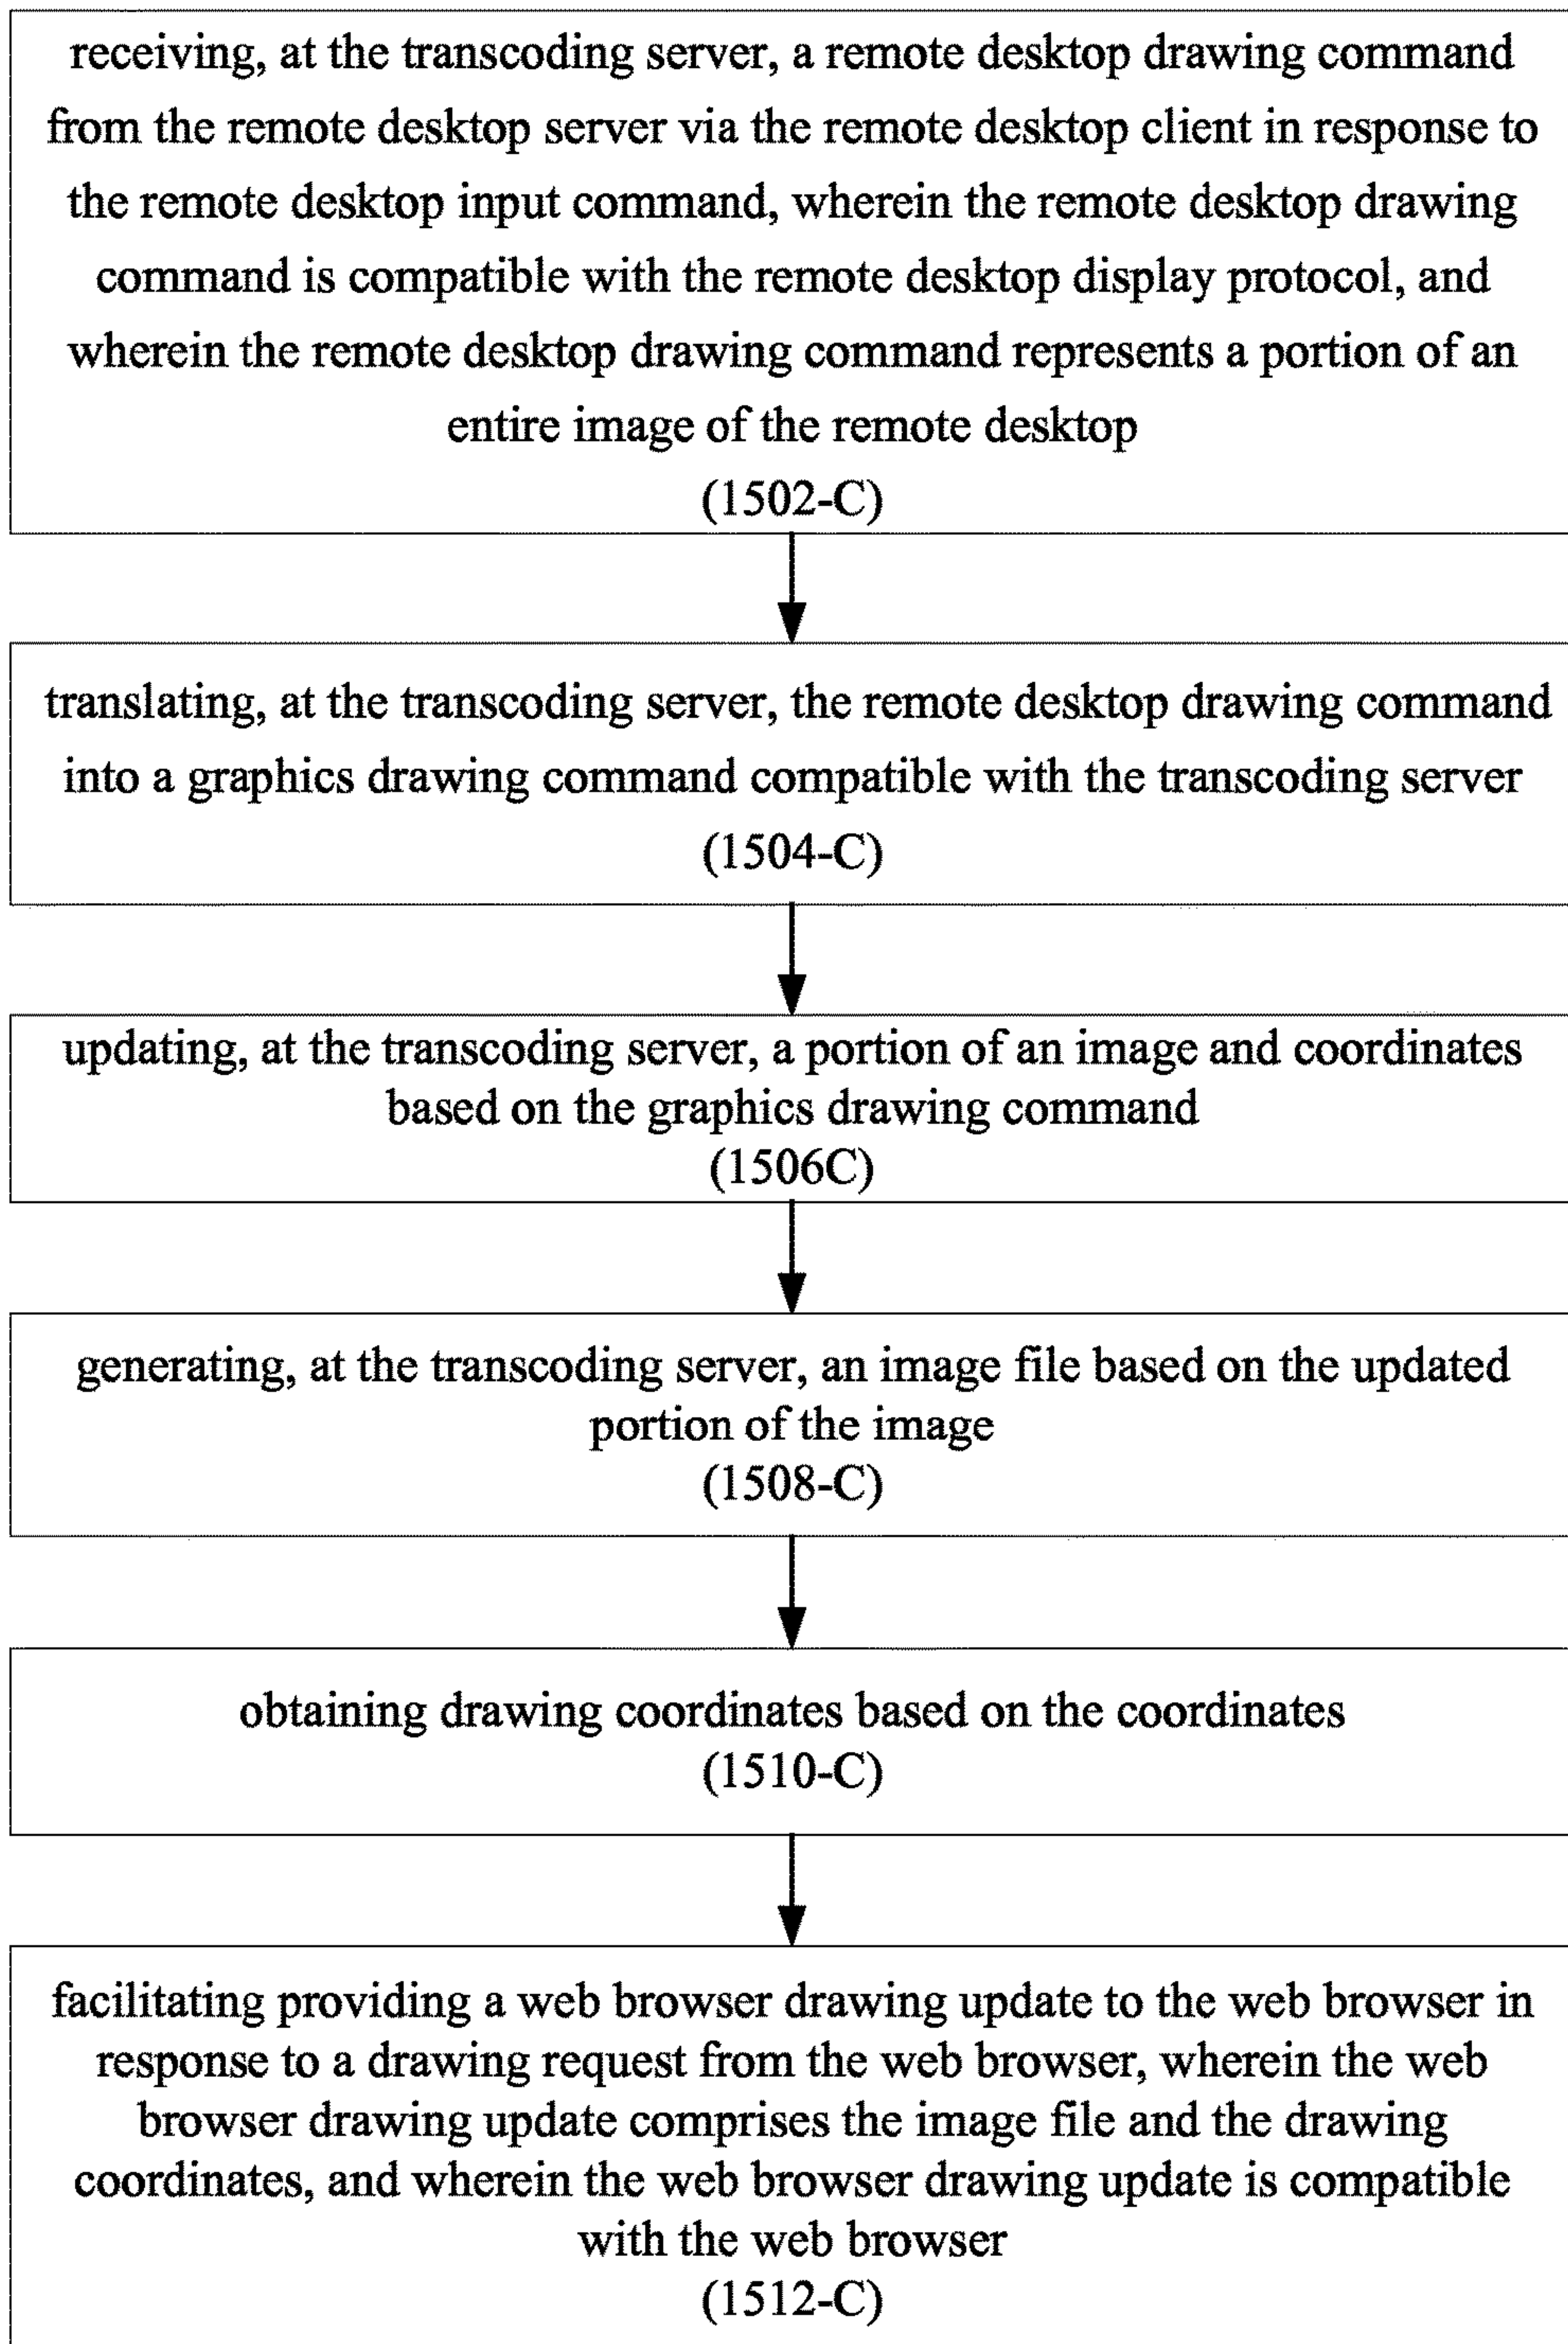 receiving, at the transcoding server, a remote desktop drawing command
from the remote desktop server via the remote desktop client in response to
the remote desktop input command, wherein the remote desktop drawing
command is compatible with the remote desktop display protocol, and
wherein the remote desktop drawing command represents a portion of an
entire image of the remote desktop
(1502-C)
translating, at the transcoding server, the remote desktop drawing command
into a graphics drawing command compatible with the transcoding server
(1504-C)
updating, at the transcoding server, a portion of an image and coordinates
based on the graphics drawing command
(1506C)
generating, at the transcoding server, an image file based on the updated
portion of the image
(1508-C)
obtaining drawing coordinates based on the coordinates
(1510-C)
facilitating providing a web browser drawing update to the web browser in
response to a drawing request from the web browser, wherein the web
browser drawing update comprises the image file and the drawing
coordinates, and wherein the web browser drawing update is compatible
with the web browser
(1512-C)